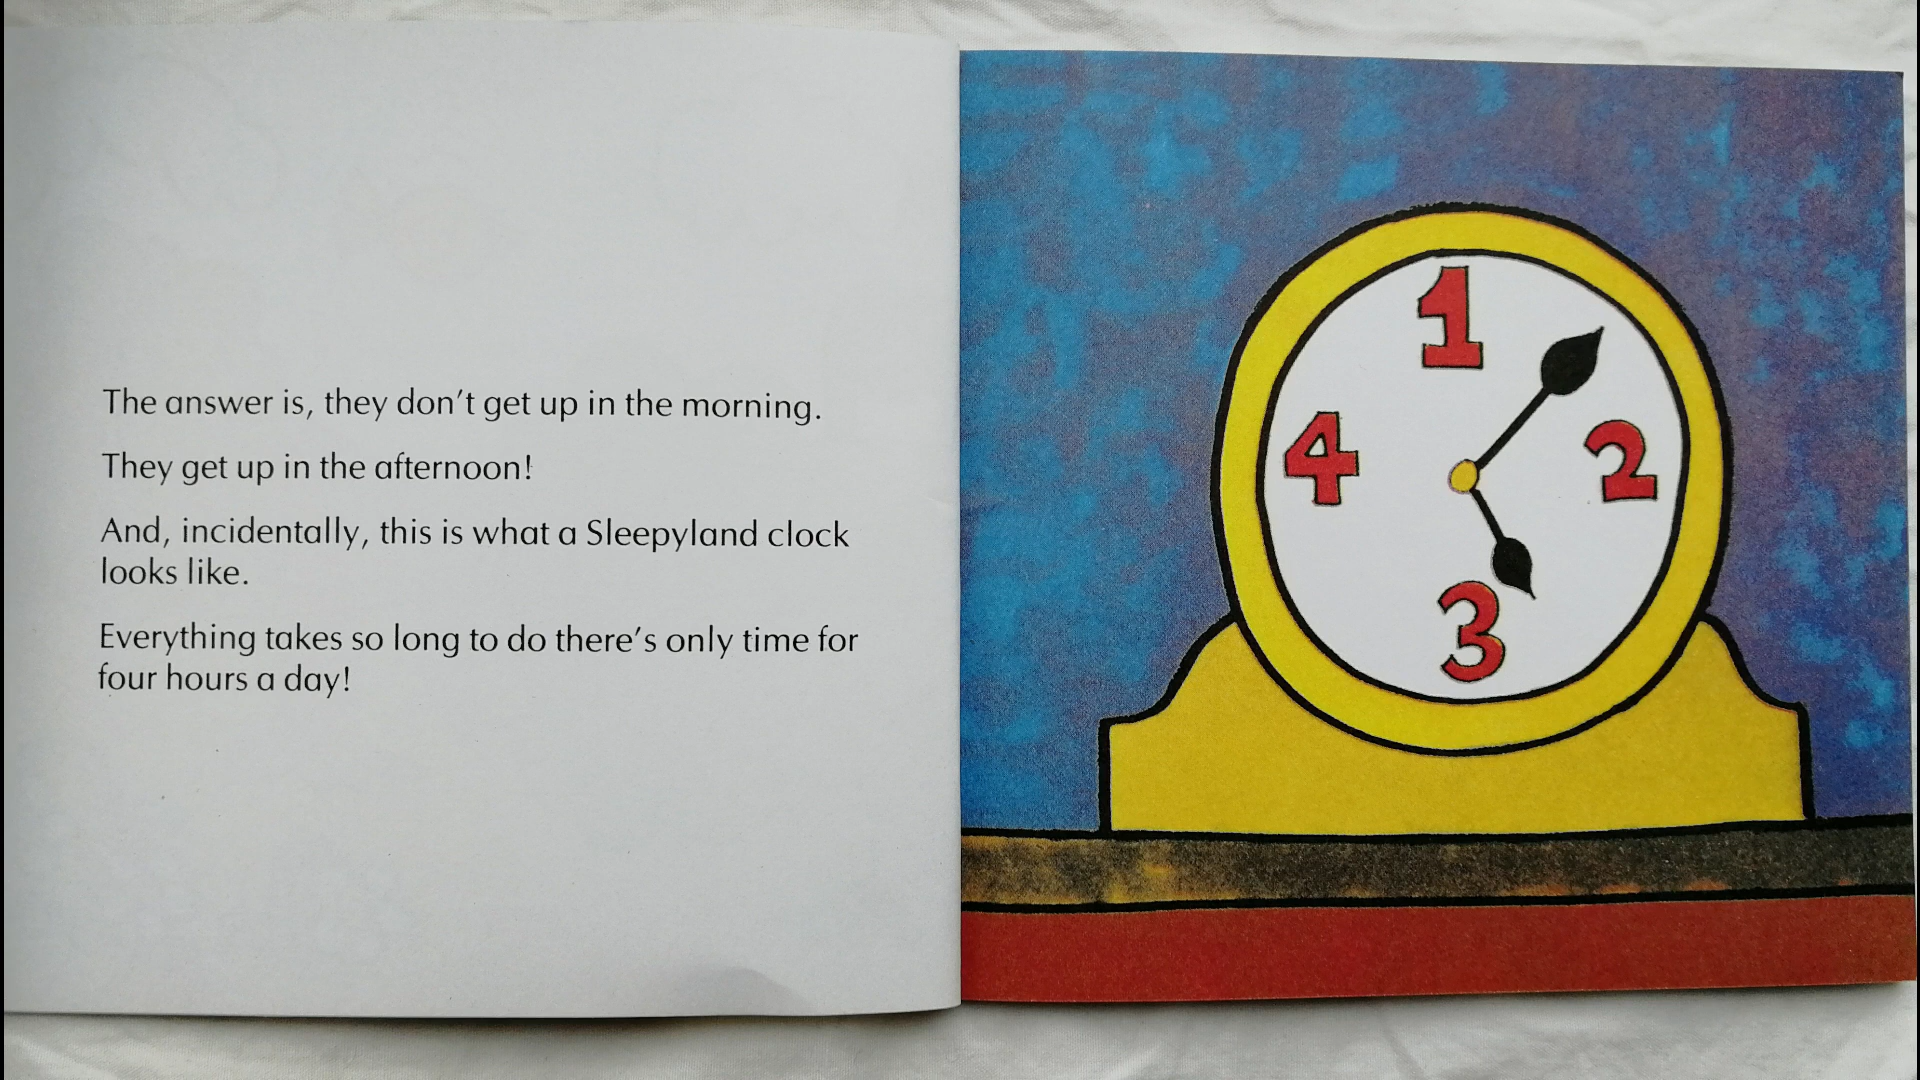 The answer is, they don't get up in the morning.
They get up in the afternoon!
And, incidentally, this is what a Sleepyland clock
looks like.
Everything takes so long to do there's only time for
four hours a day!
1
4
2
3